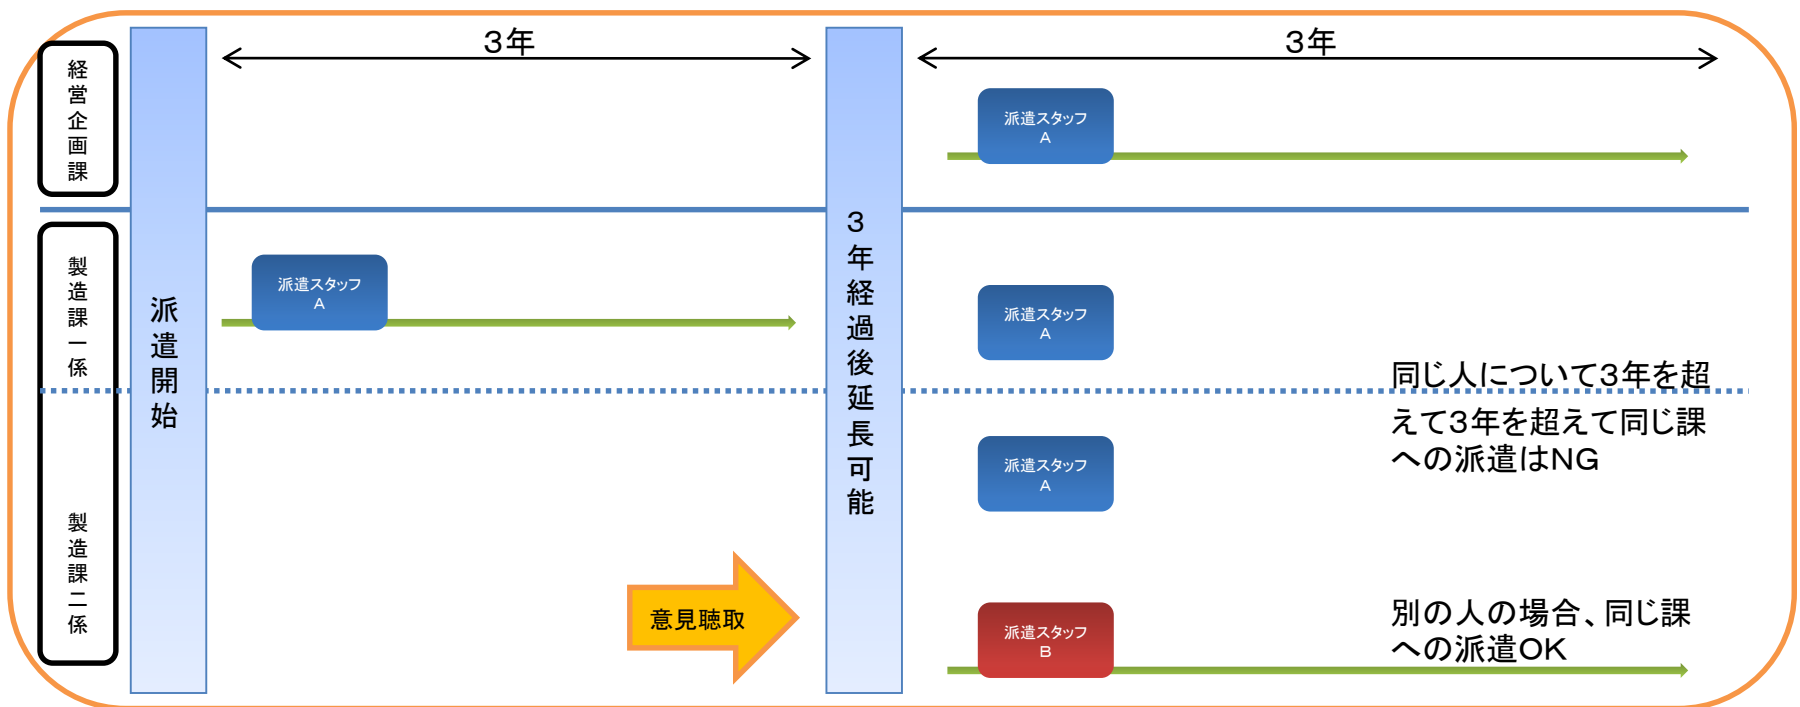 経営企画課
3年
3年
派遣スタッフ
A
製造課一係
派遣スタッフ
A
派遣開始
3年経過後延長可能
派遣スタッフ
A
同じ人について3年を超
えて3年を超えて同じ課
への派遣はNG
派遣スタッフ
A
製造課二係
意見聴取
派遣スタッフ
B
別の人の場合、同じ課
への派遣OK